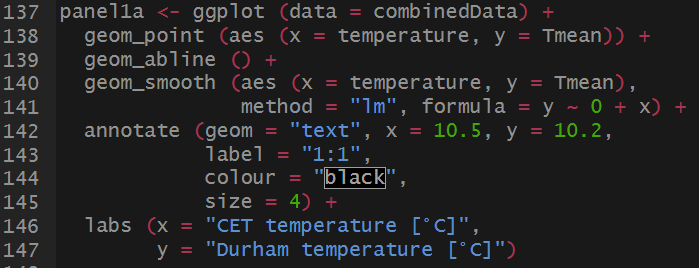 137 panel1a <- ggplot (data = combinedData) +
138   geom_point (aes (x = temperature, y = Tmean)) +
139   geom_abline () +
140   geom_smooth (aes (x = temperature, y = Tmean),
141                method = "lm", formula = y ~ 0 + x) +
142   annotate (geom = "text", x = 10.5, y = 10.2,
143             label = "1:1",
144             colour = "black",
145             size = 4) +
146   labs (x = "CET temperature [°C]",
147         y = "Durham temperature [°C]")